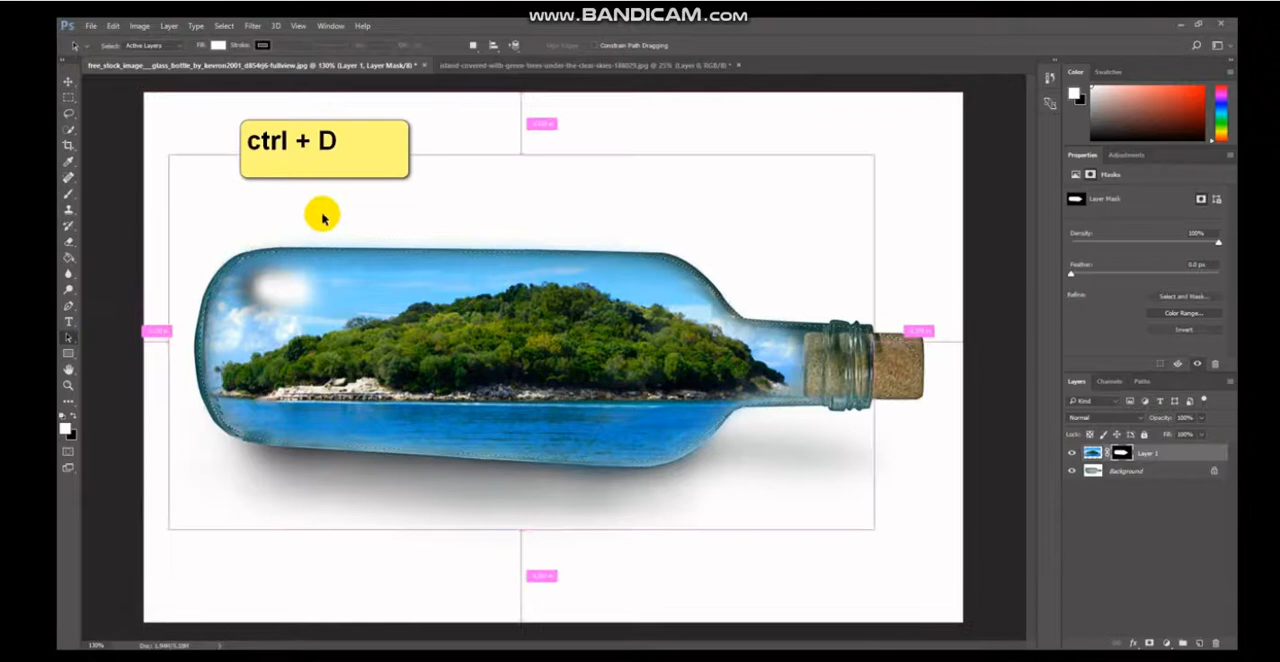 WWW.BANDICAM.COM
Ps File Edit Image Layer Type Select Filter 3D View Window Help
Select: Active Layers Fill: Stroke: Constrain Path Dragging
free_stock_image___glass_bottle_by_kevron2001_d854rj6-fullview.jpg @ 130% (Layer 1, Layer Mask/8) *
island-covered-with-green-trees-under-the-clear-skies-188029.jpg @ 25% (Layer 0, RGB/8) *
Color Swatches
ctrl + D
Properties Adjustments
Masks
Layer Mask
Density: 100%
Feather: 0.0 px
Refine: Select and Mask...
Color Range...
Invert
Layers Channels Paths
Kind
Normal Opacity: 100%
Lock: Fill: 100%
Layer 1
Background
130%